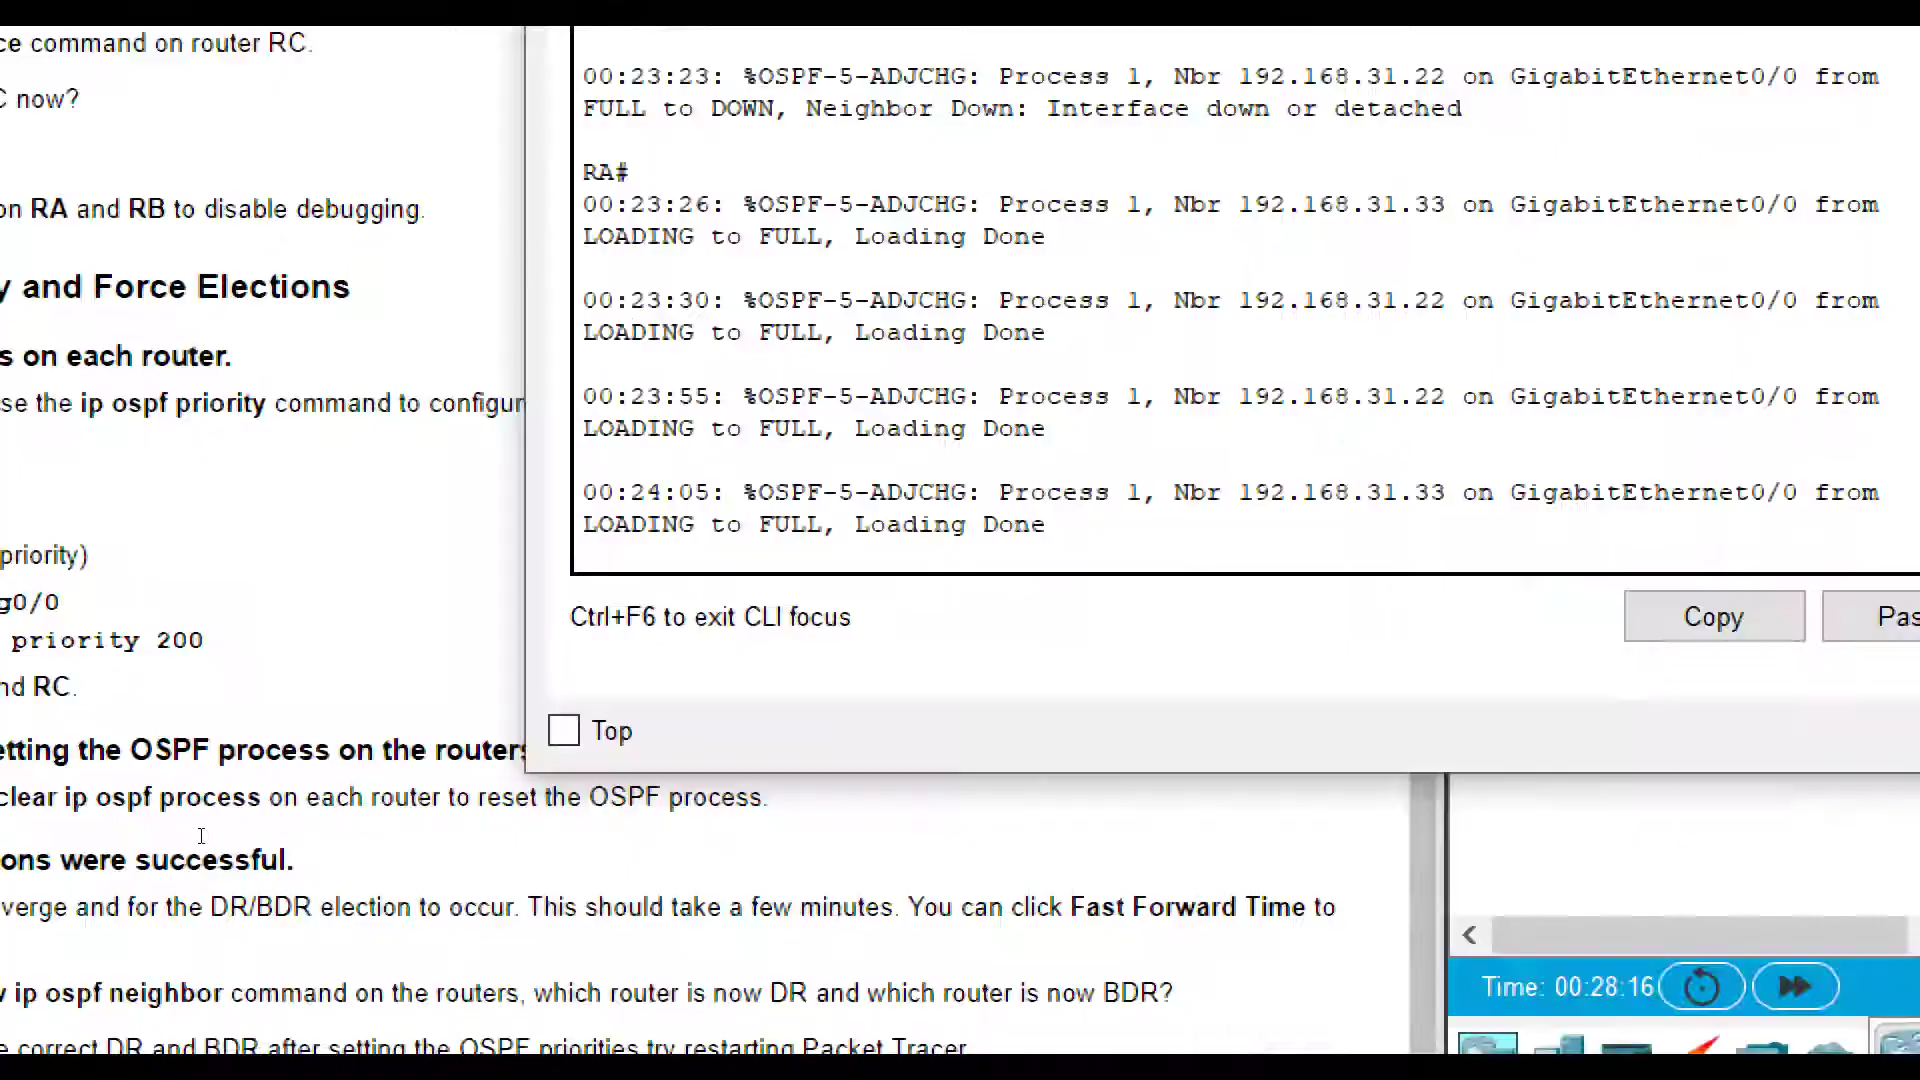 ce command on router RC.
C now?
on RA and RB to disable debugging.
y and Force Elections
s on each router.
se the ip ospf priority command to configur
priority)
g0/0
priority 200
nd RC.
etting the OSPF process on the routers
clear ip ospf process on each router to reset the OSPF process.
ons were successful.
verge and for the DR/BDR election to occur. This should take a few minutes. You can click Fast Forward Time to
ip ospf neighbor command on the routers, which router is now DR and which router is now BDR?
e correct DR and BDR after setting the OSPF priorities try restarting Packet Tracer
00:23:23: %OSPF-5-ADJCHG: Process 1, Nbr 192.168.31.22 on GigabitEthernet0/0 from
FULL to DOWN, Neighbor Down: Interface down or detached
RA#
00:23:26: %OSPF-5-ADJCHG: Process 1, Nbr 192.168.31.33 on GigabitEthernet0/0 from
LOADING to FULL, Loading Done
00:23:30: %OSPF-5-ADJCHG: Process 1, Nbr 192.168.31.22 on GigabitEthernet0/0 from
LOADING to FULL, Loading Done
00:23:55: %OSPF-5-ADJCHG: Process 1, Nbr 192.168.31.22 on GigabitEthernet0/0 from
LOADING to FULL, Loading Done
00:24:05: %OSPF-5-ADJCHG: Process 1, Nbr 192.168.31.33 on GigabitEthernet0/0 from
LOADING to FULL, Loading Done
Ctrl+F6 to exit CLI focus
Copy
Pas
Top
Time: 00:28:16